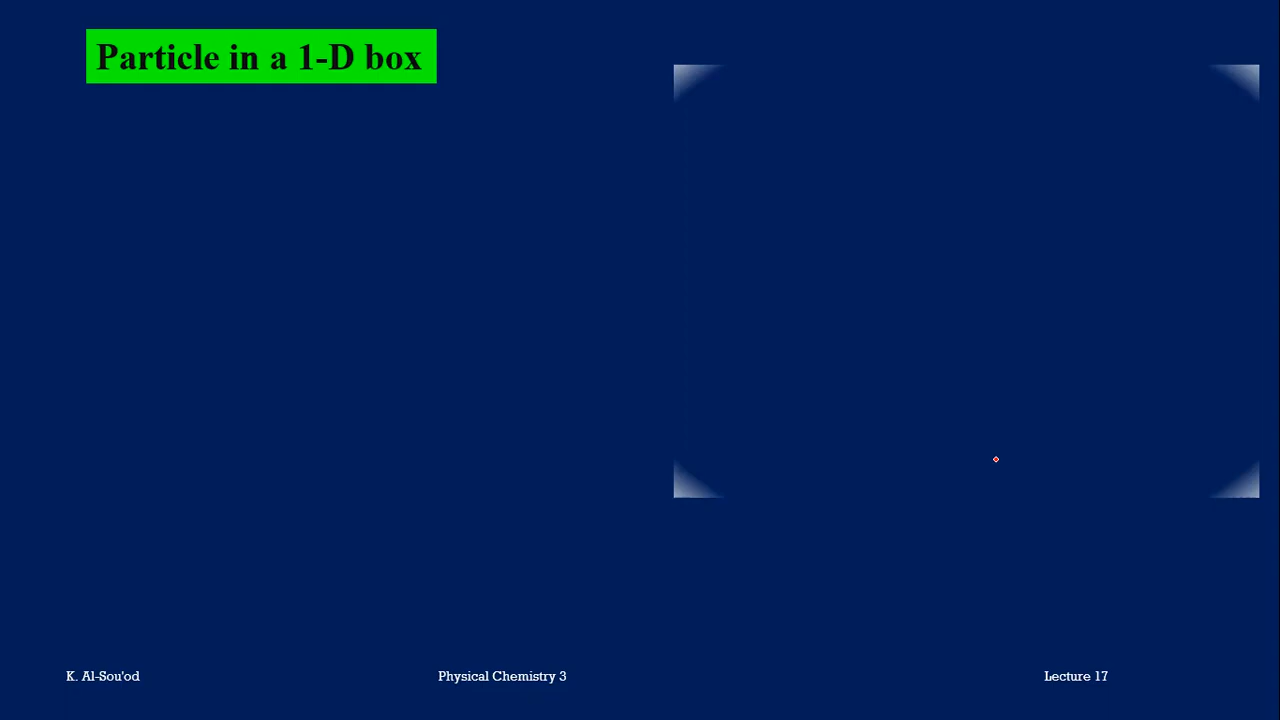 Particle in a 1-D box
K. Al-Sou'od
Physical Chemistry 3
Lecture 17